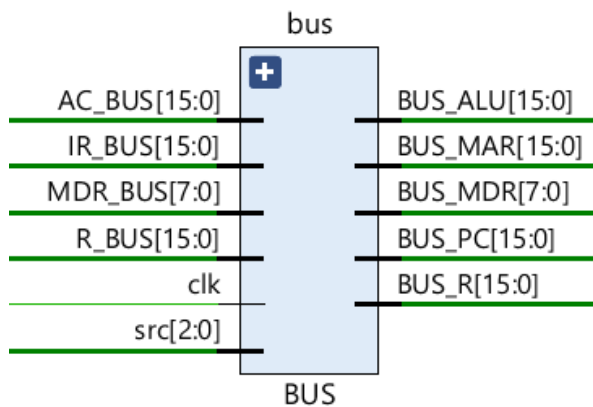 bus
AC_BUS[15:0]
IR_BUS[15:0]
MDR_BUS[7:0]
R_BUS[15:0]
clk
src[2:0]
BUS_ALU[15:0]
BUS_MAR[15:0]
BUS_MDR[7:0]
BUS_PC[15:0]
BUS_R[15:0]
BUS